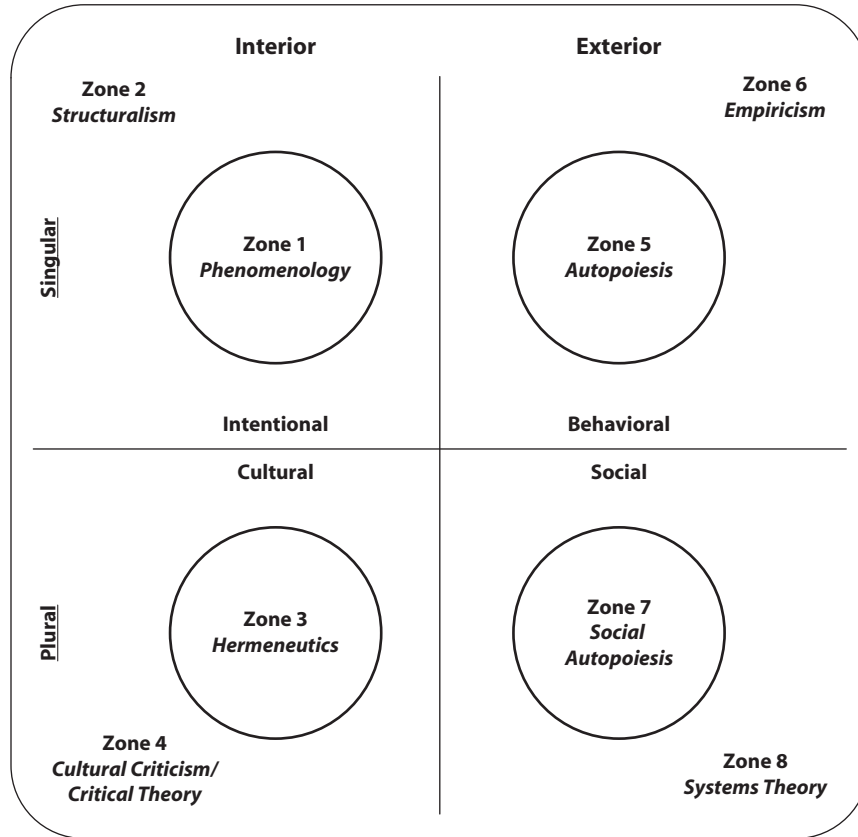 Interior
Exterior
Zone 2
Structuralism
Zone 6
Empiricism
Singular
Zone 1
Phenomenology
Zone 5
Autopoiesis
Intentional
Behavioral
Cultural
Social
Plural
Zone 3
Hermeneutics
Zone 7
Social
Autopoiesis
Zone 4
Cultural Criticism/
Critical Theory
Zone 8
Systems Theory